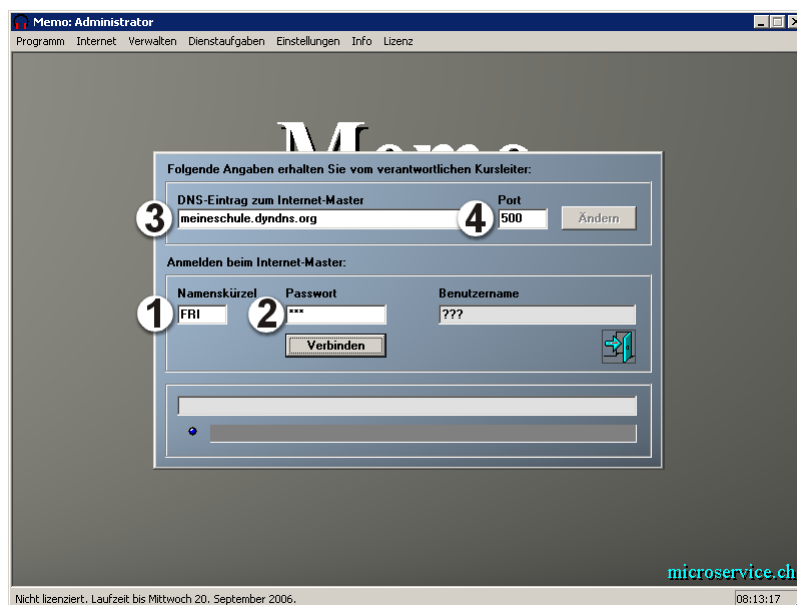 Memo: Administrator
Programm Internet Verwalten Dienstaufgaben Einstellungen Info Lizenz
Memo
Folgende Angaben erhalten Sie vom verantwortlichen Kursleiter:
DNS-Eintrag zum Internet-Master Port
3 meineschule.dyndns.org 4 500 Ändern
Anmelden beim Internet-Master:
Namenskürzel Passwort Benutzername
1 FRI 2 *** ???
Verbinden
microservice.ch
Nicht lizenziert. Laufzeit bis Mittwoch 20. September 2006. 08:13:17